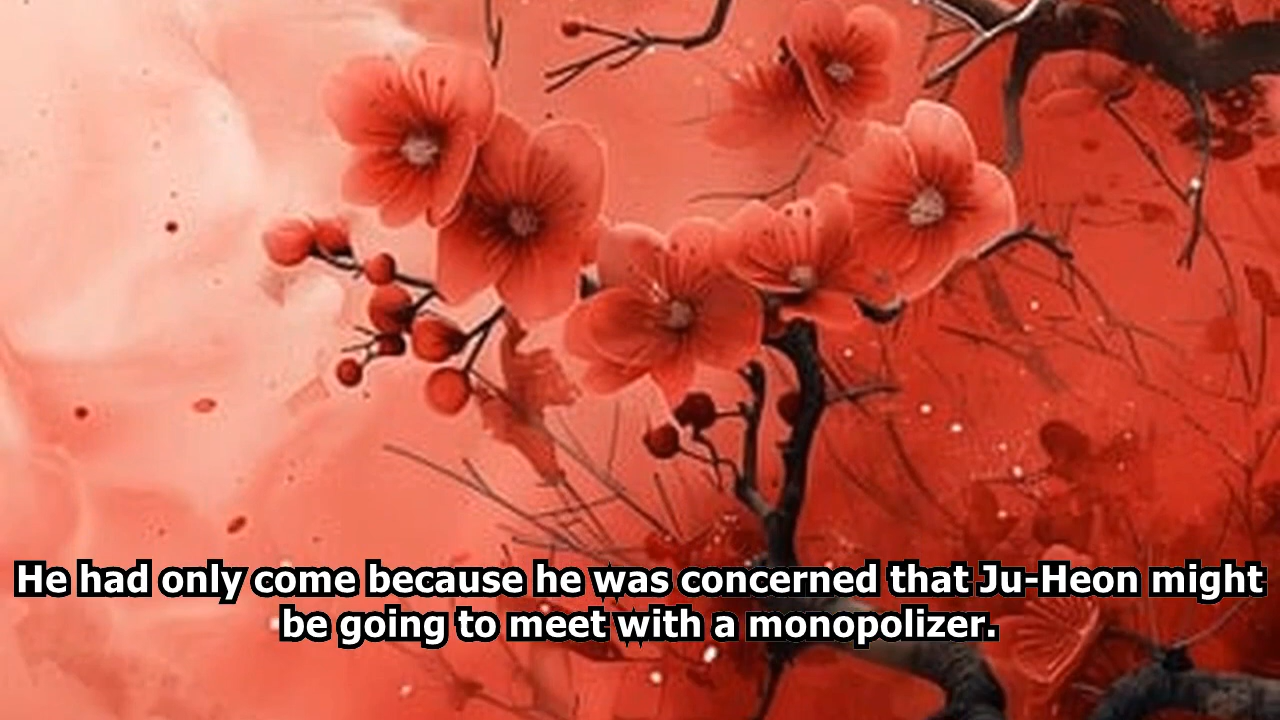 He had only come because he was concerned that Ju-Heon might
be going to meet with a monopolizer.